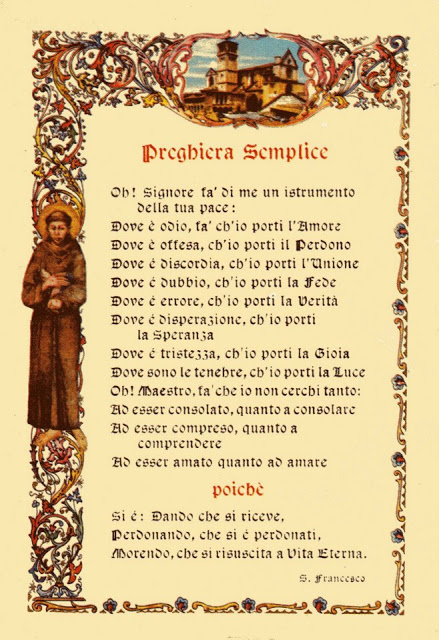 Preghiera Semplice
Oh! Signore fa' di me un istrumento
della tua pace:
Dove è odio, fa' ch'io porti l'Amore
Dove è offesa, ch'io porti il Perdono
Dove é discordia, ch'io porti l'Unione
Dove é dubbio, ch'io porti la Fede
Dove é errore, ch'io porti la Verità
Dove é disperazione, ch'io porti
la Speranza
Dove é tristezza, ch'io porti la Gioia
Dove sono le tenebre, ch'io porti la Luce
Oh! Maestro, fa' che io non cerchi tanto:
Ad esser consolato, quanto a consolare
Ad esser compreso, quanto a
comprendere
Ad esser amato quanto ad amare
poichè
Si é: Dando che si riceve,
Perdonando, che si é perdonati,
Morendo, che si risuscita a Vita Eterna.
S. Francesco